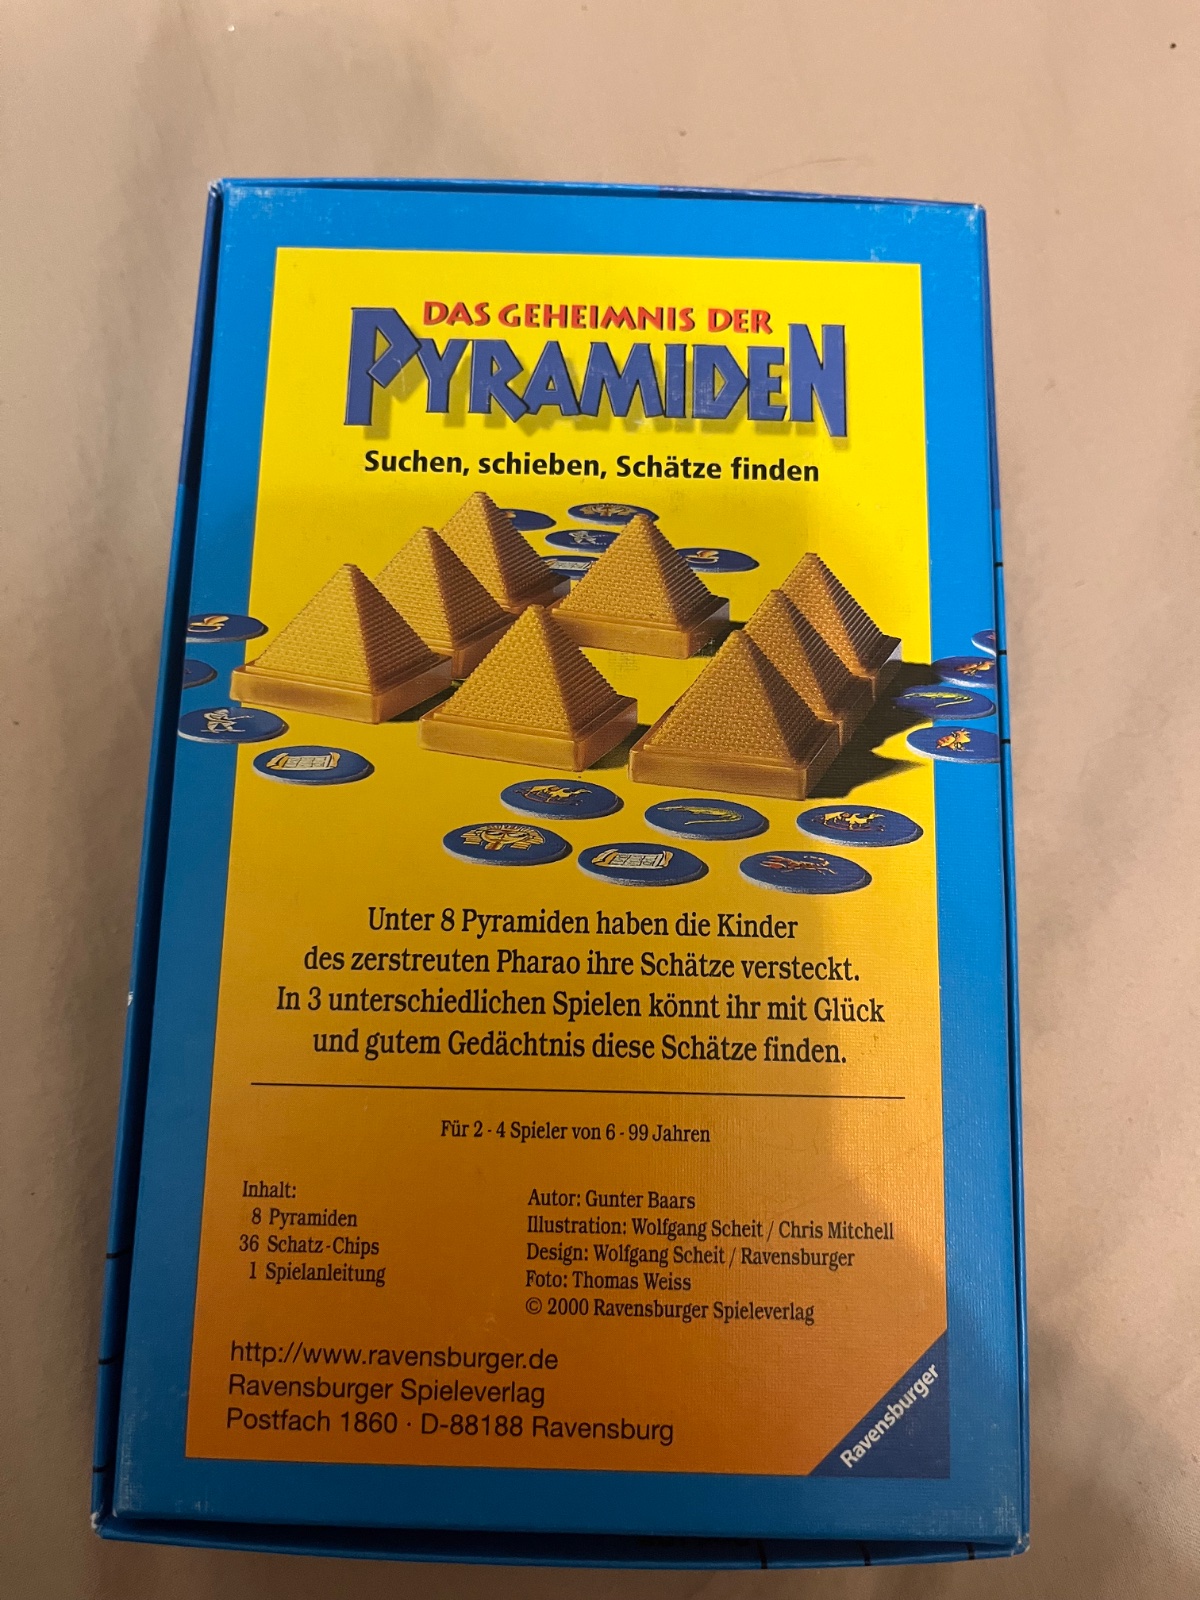 DAS GEHEIMNIS DER
PYRAMIDEN
Suchen, schieben, Schätze finden
Unter 8 Pyramiden haben die Kinder
des zerstreuten Pharao ihre Schätze versteckt.
In 3 unterschiedlichen Spielen könnt ihr mit Glück
und gutem Gedächtnis diese Schätze finden.
Für 2 - 4 Spieler von 6 - 99 Jahren
Inhalt:
8 Pyramiden
36 Schatz-Chips
1 Spielanleitung
Autor: Gunter Baars
Illustration: Wolfgang Scheit / Chris Mitchell
Design: Wolfgang Scheit / Ravensburger
Foto: Thomas Weiss
© 2000 Ravensburger Spieleverlag
http://www.ravensburger.de
Ravensburger Spieleverlag
Postfach 1860 · D-88188 Ravensburg
Ravensburger